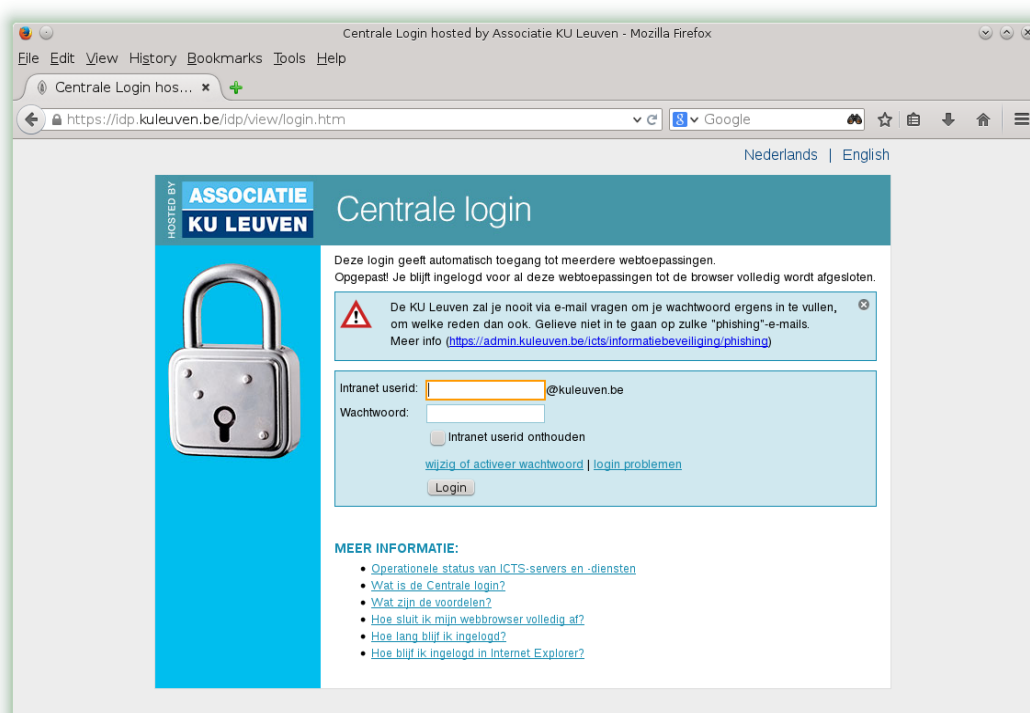 Centrale Login hosted by Associatie KU Leuven - Mozilla Firefox
File Edit View History Bookmarks Tools Help
Centrale Login hos...
https://idp.kuleuven.be/idp/view/login.htm
8 Google
Nederlands | English
HOSTED BY
ASSOCIATIE
KU LEUVEN
Centrale login
Deze login geeft automatisch toegang tot meerdere webtoepassingen.
Opgepast! Je blijft ingelogd voor al deze webtoepassingen tot de browser volledig wordt afgesloten.
De KU Leuven zal je nooit via e-mail vragen om je wachtwoord ergens in te vullen,
om welke reden dan ook. Gelieve niet in te gaan op zulke "phishing"-e-mails.
Meer info (https://admin.kuleuven.be/icts/informatiebeveiliging/phishing)
Intranet userid: @kuleuven.be
Wachtwoord:
Intranet userid onthouden
wijzig of activeer wachtwoord | login problemen
Login
MEER INFORMATIE:
Operationele status van ICTS-servers en -diensten
Wat is de Centrale login?
Wat zijn de voordelen?
Hoe sluit ik mijn webbrowser volledig af?
Hoe lang blijf ik ingelogd?
Hoe blijf ik ingelogd in Internet Explorer?